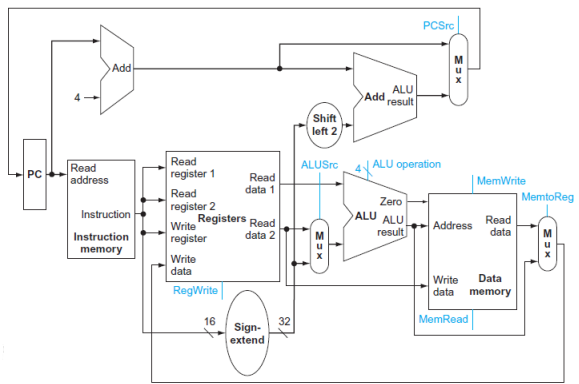 PCSrc
Add
4
M
u
x
Add
ALU
result
Shift
left 2
PC
Read
address
Instruction
Instruction
memory
Read
register 1
Read
register 2
Write
register
Write
data
Registers
Read
data 1
Read
data 2
RegWrite
ALUSrc
M
u
x
4
ALU operation
Zero
ALU
ALU
result
MemWrite
Address
Read
data
Write
data
Data
memory
MemRead
MemtoReg
M
u
x
16
Sign-
extend
32